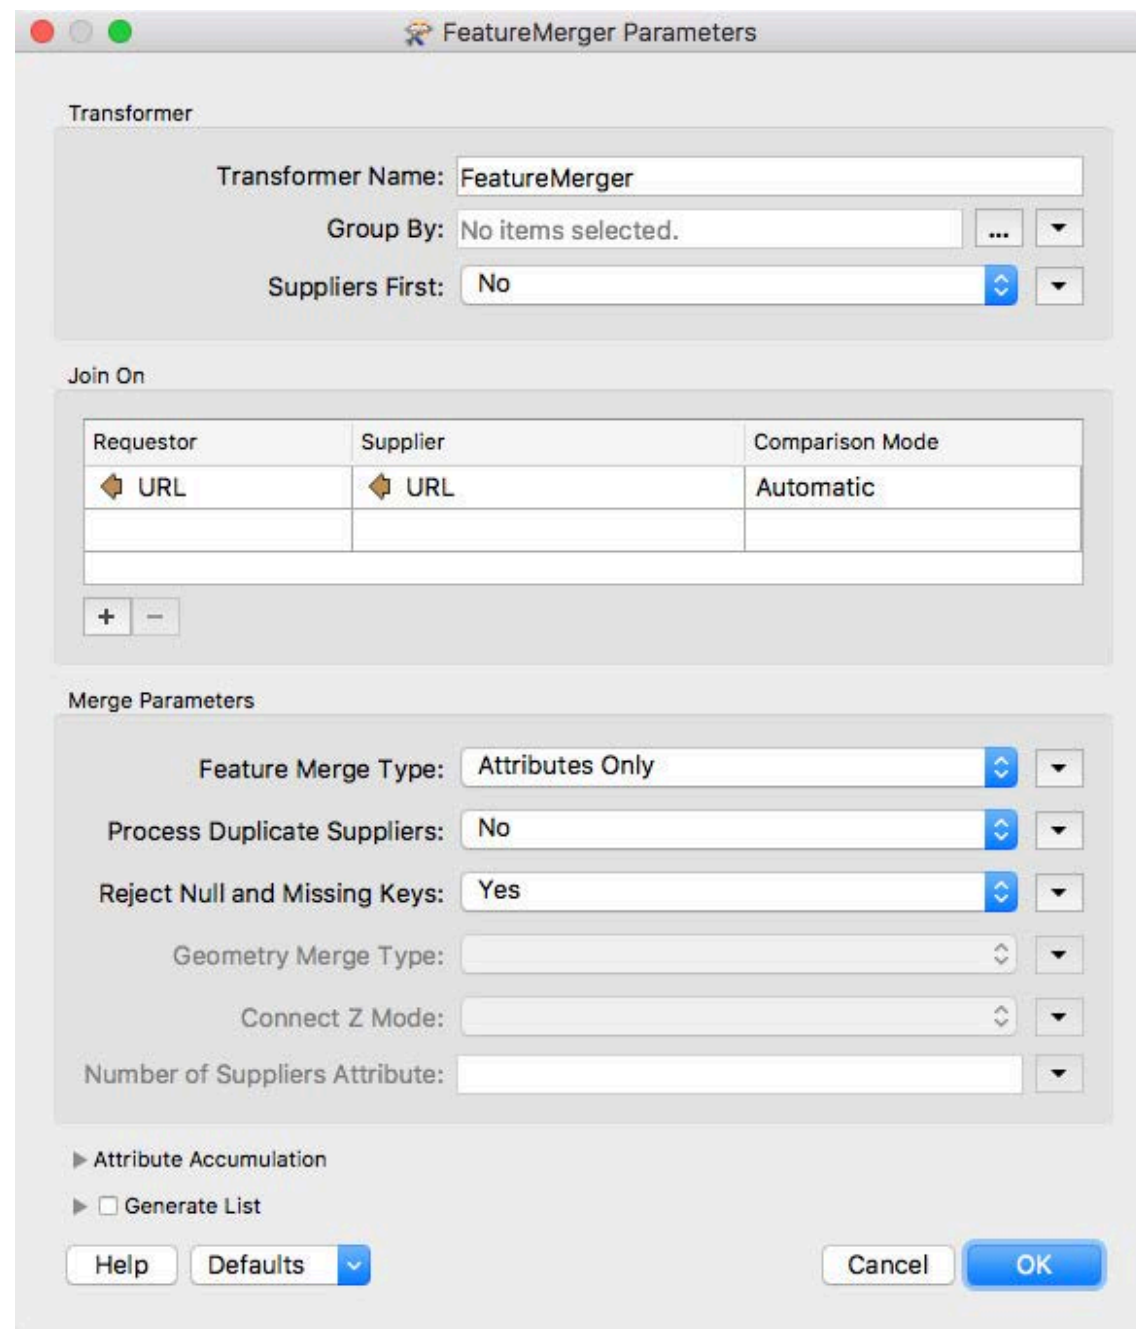 FeatureMerger Parameters
Transformer
Transformer Name: FeatureMerger
Group By: No items selected. ...
Suppliers First: No
Join On
Requestor Supplier Comparison Mode
URL URL Automatic
+ −
Merge Parameters
Feature Merge Type: Attributes Only
Process Duplicate Suppliers: No
Reject Null and Missing Keys: Yes
Geometry Merge Type:
Connect Z Mode:
Number of Suppliers Attribute:
Attribute Accumulation
Generate List
Help Defaults Cancel OK